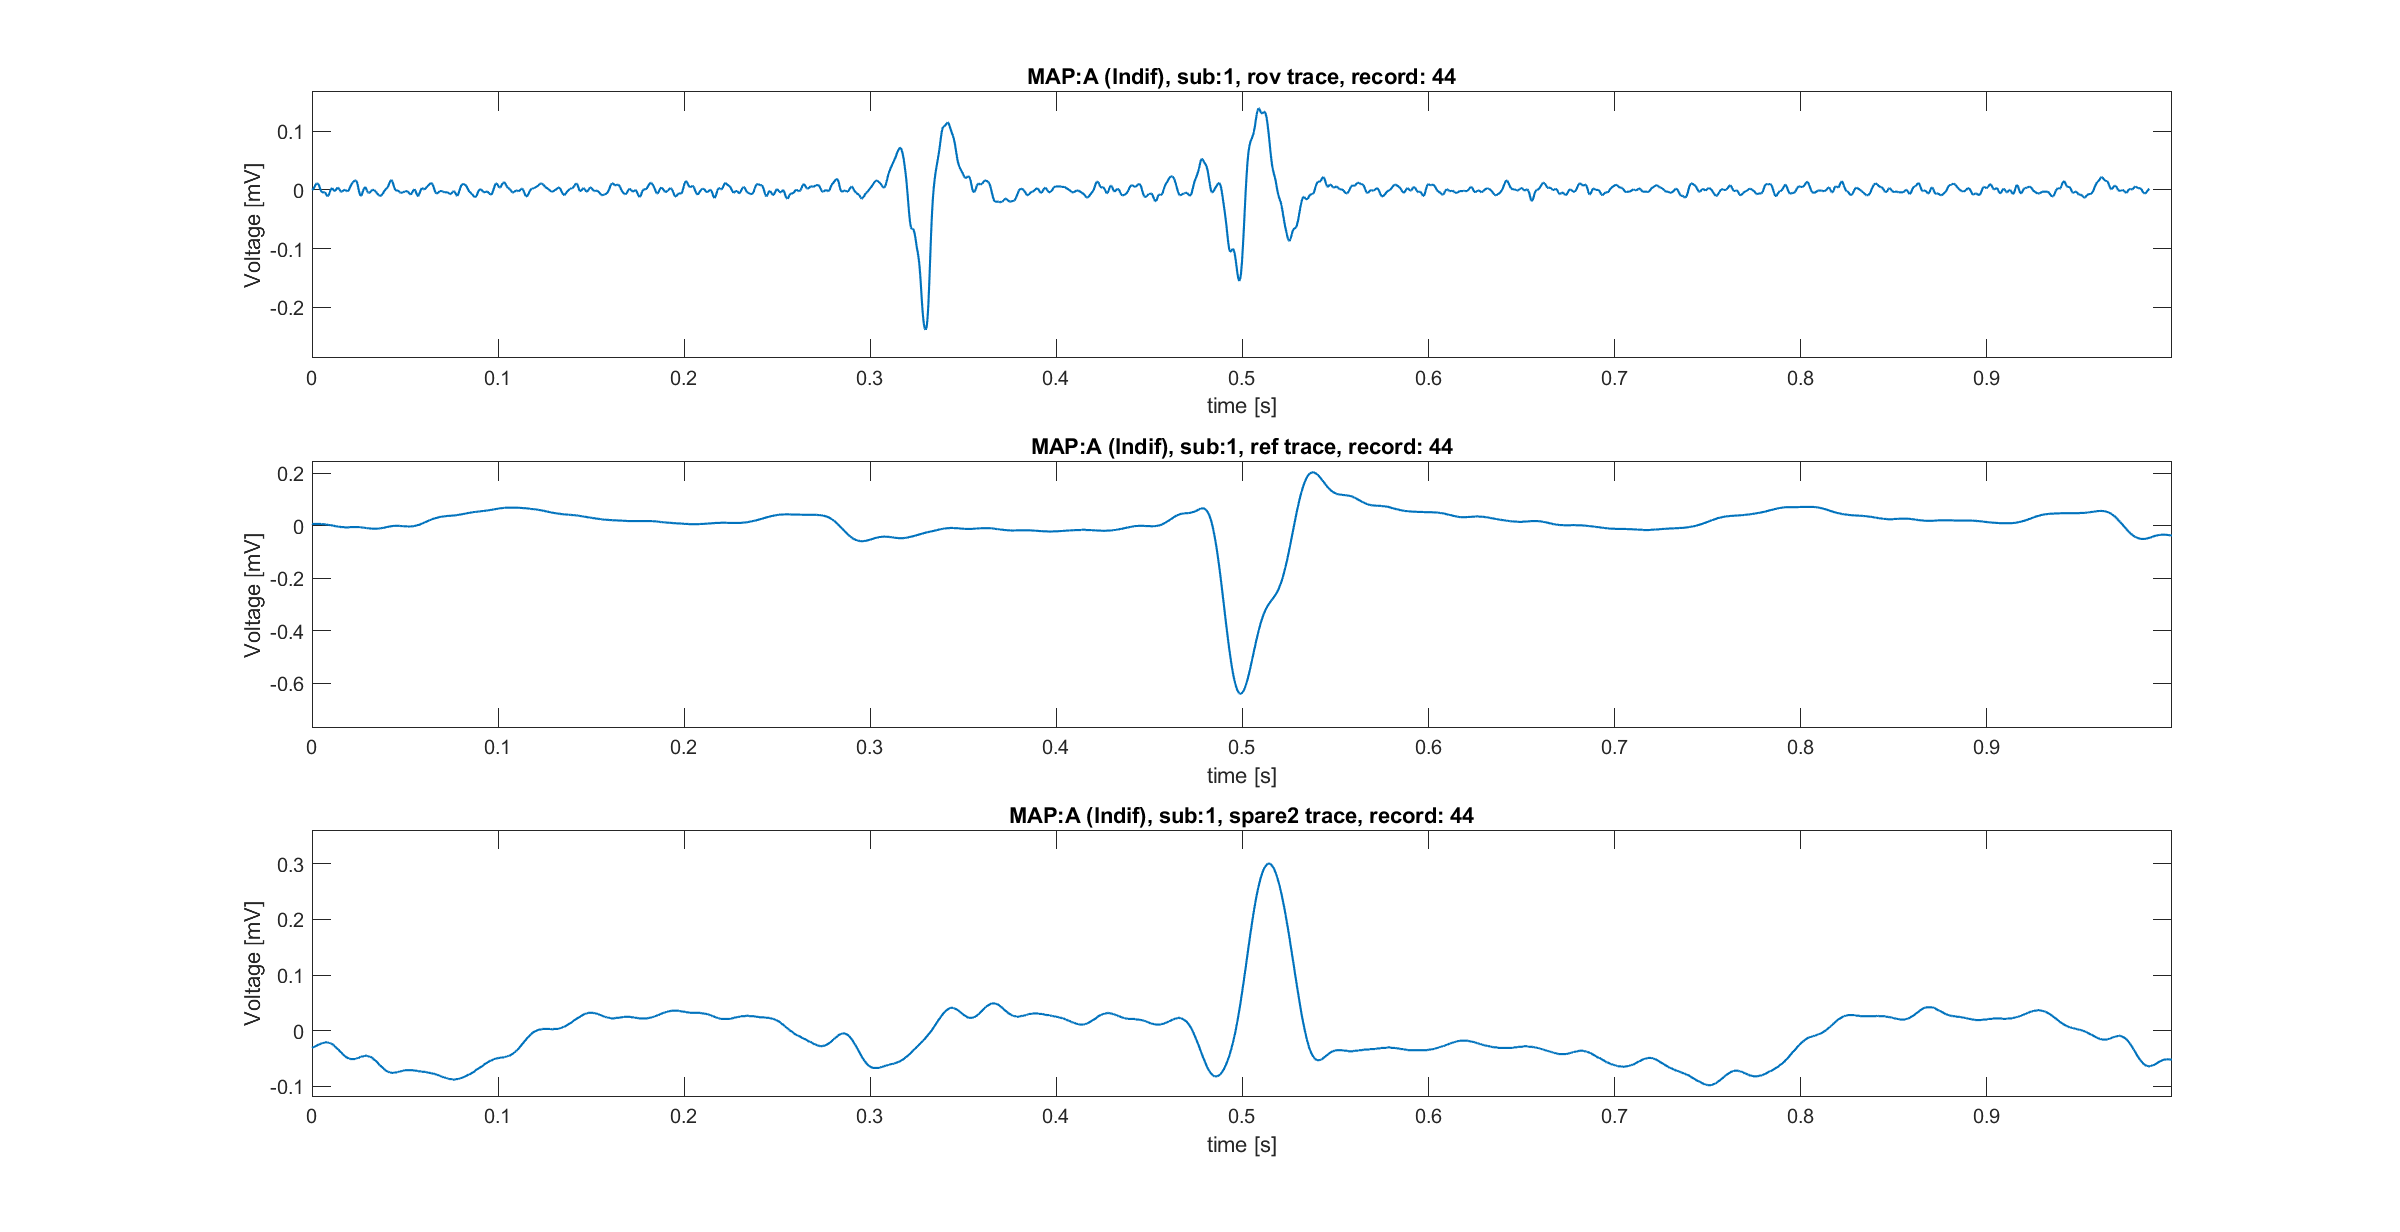 MAP:A (Indif), sub:1, rov trace, record: 44
Voltage [mV]
0.1
0
-0.1
-0.2
0 0.1 0.2 0.3 0.4 0.5 0.6 0.7 0.8 0.9
time [s]
MAP:A (Indif), sub:1, ref trace, record: 44
Voltage [mV]
0.2
0
-0.2
-0.4
-0.6
0 0.1 0.2 0.3 0.4 0.5 0.6 0.7 0.8 0.9
time [s]
MAP:A (Indif), sub:1, spare2 trace, record: 44
Voltage [mV]
0.3
0.2
0.1
0
-0.1
0 0.1 0.2 0.3 0.4 0.5 0.6 0.7 0.8 0.9
time [s]